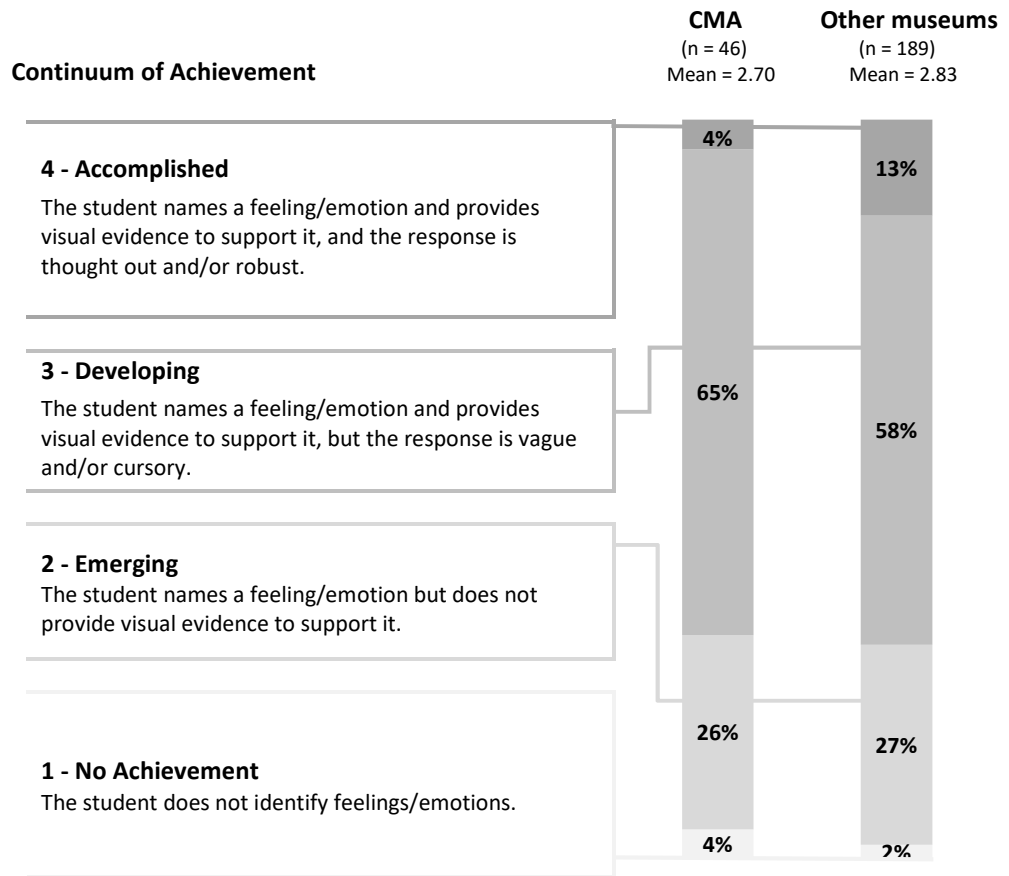 CMA
(n = 46)
Mean = 2.70
Other museums
(n = 189)
Mean = 2.83
Continuum of Achievement
4 - Accomplished
The student names a feeling/emotion and provides
visual evidence to support it, and the response is
thought out and/or robust.
3 - Developing
The student names a feeling/emotion and provides
visual evidence to support it, but the response is vague
and/or cursory.
2 - Emerging
The student names a feeling/emotion but does not
provide visual evidence to support it.
1 - No Achievement
The student does not identify feelings/emotions.
4%
65%
26%
4%
13%
58%
27%
2%